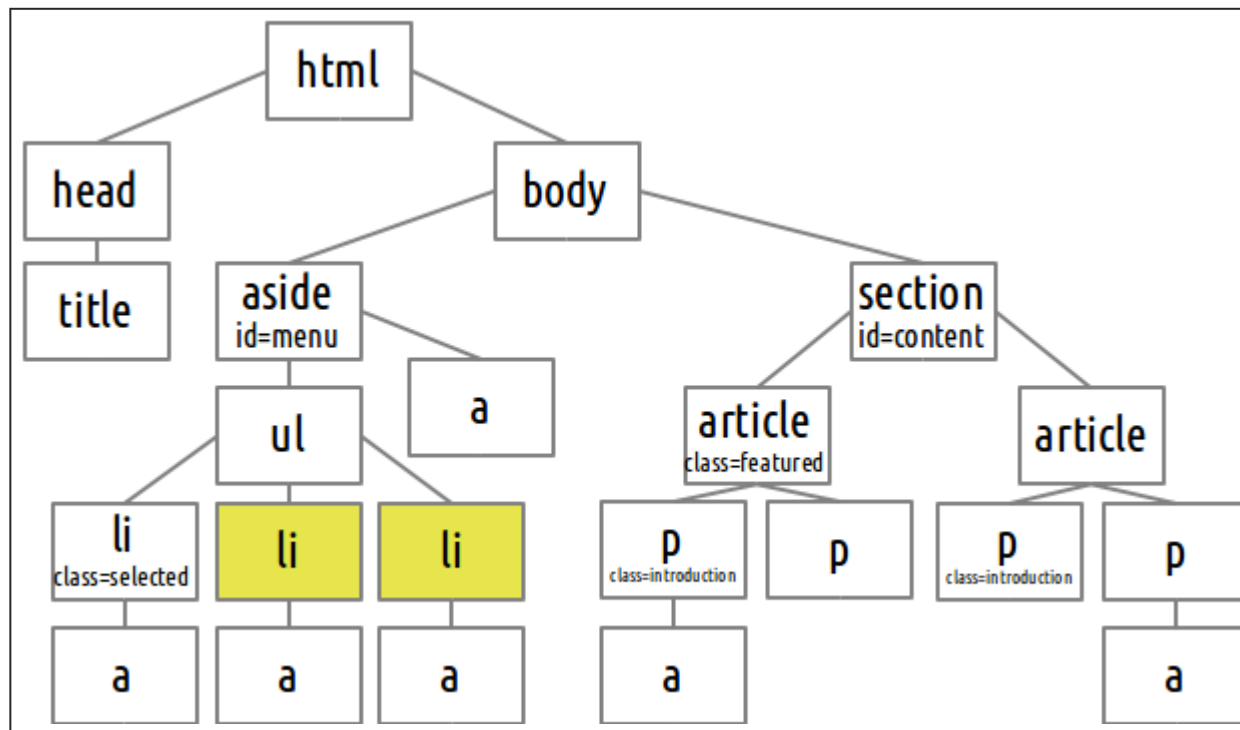 html
head
body
title
aside
id=menu
section
id=content
a
ul
article
class=featured
article
li
class=selected
li
li
p
class=introduction
p
p
class=introduction
p
a
a
a
a
a